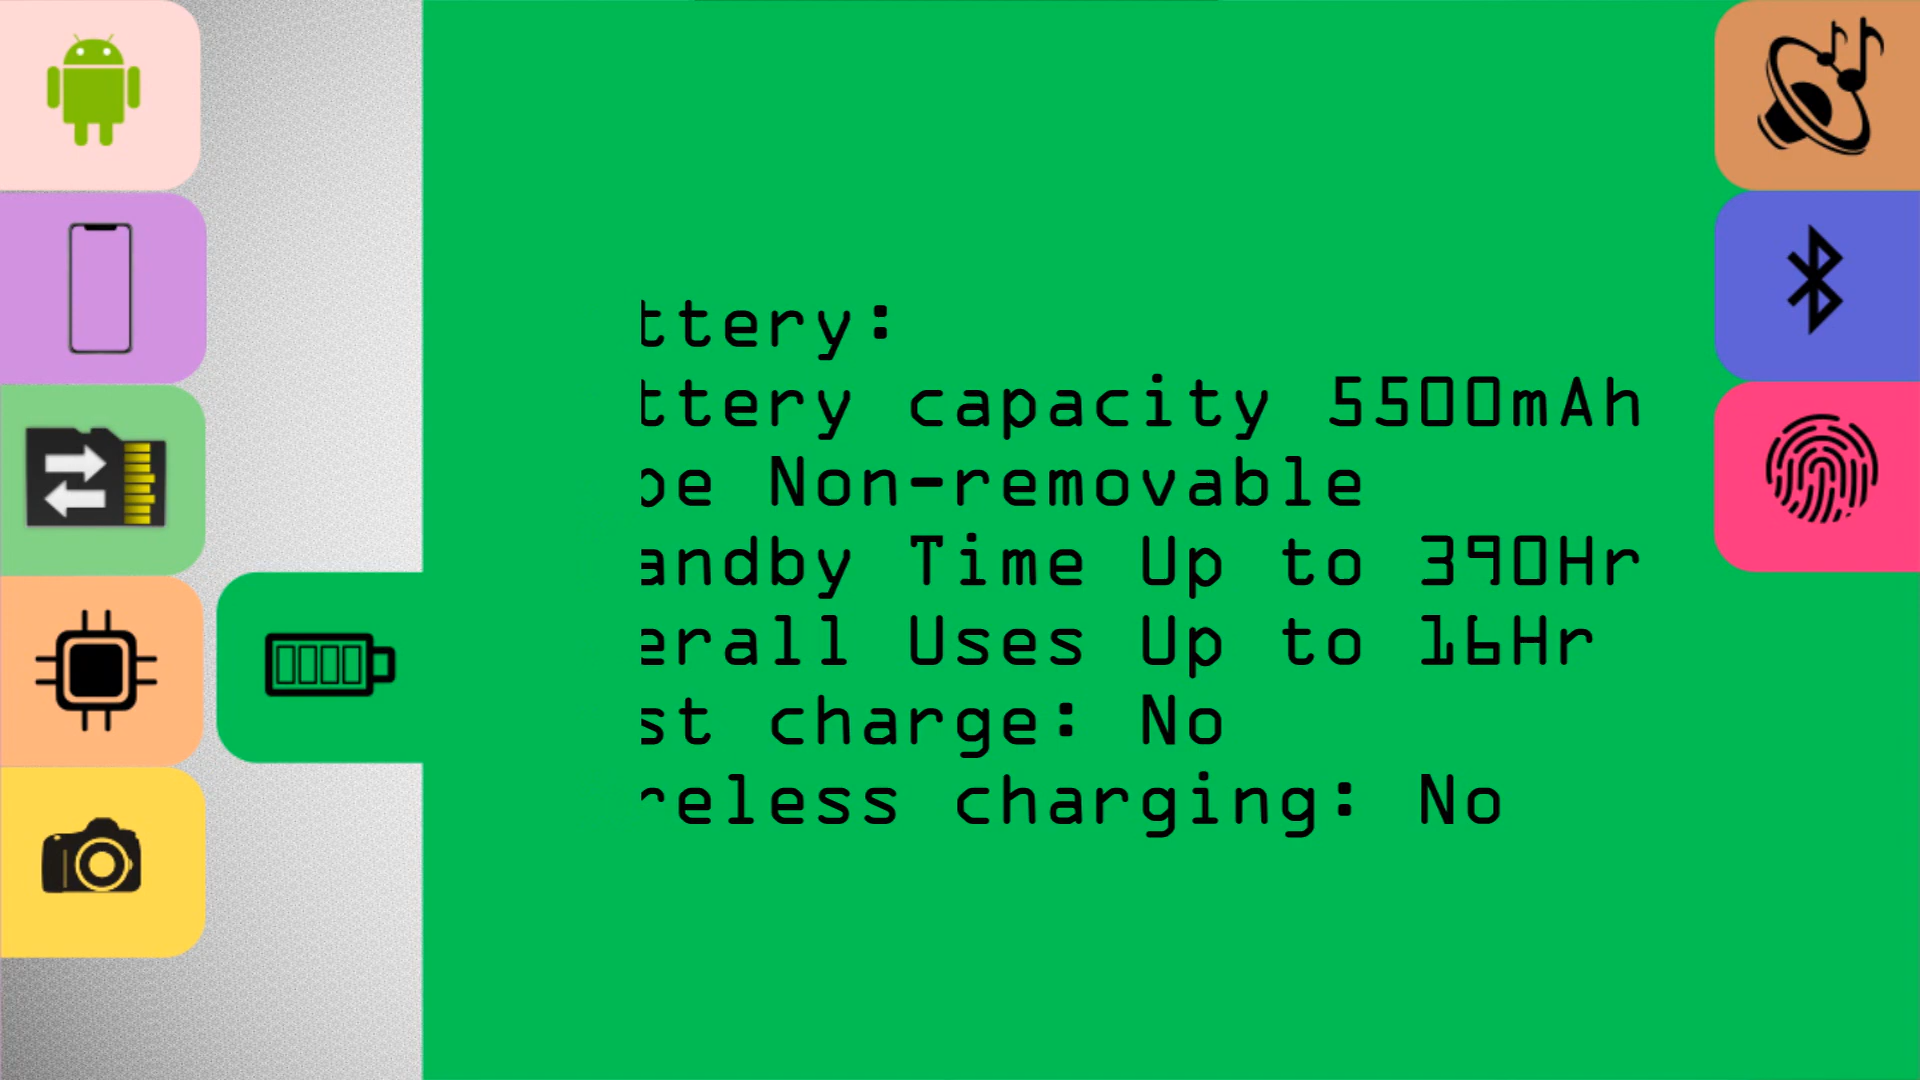 ttery:
ttery capacity 5500mAh
pe Non-removable
andby Time Up to 390Hr
erall Uses Up to 16Hr
st charge: No
reless charging: No